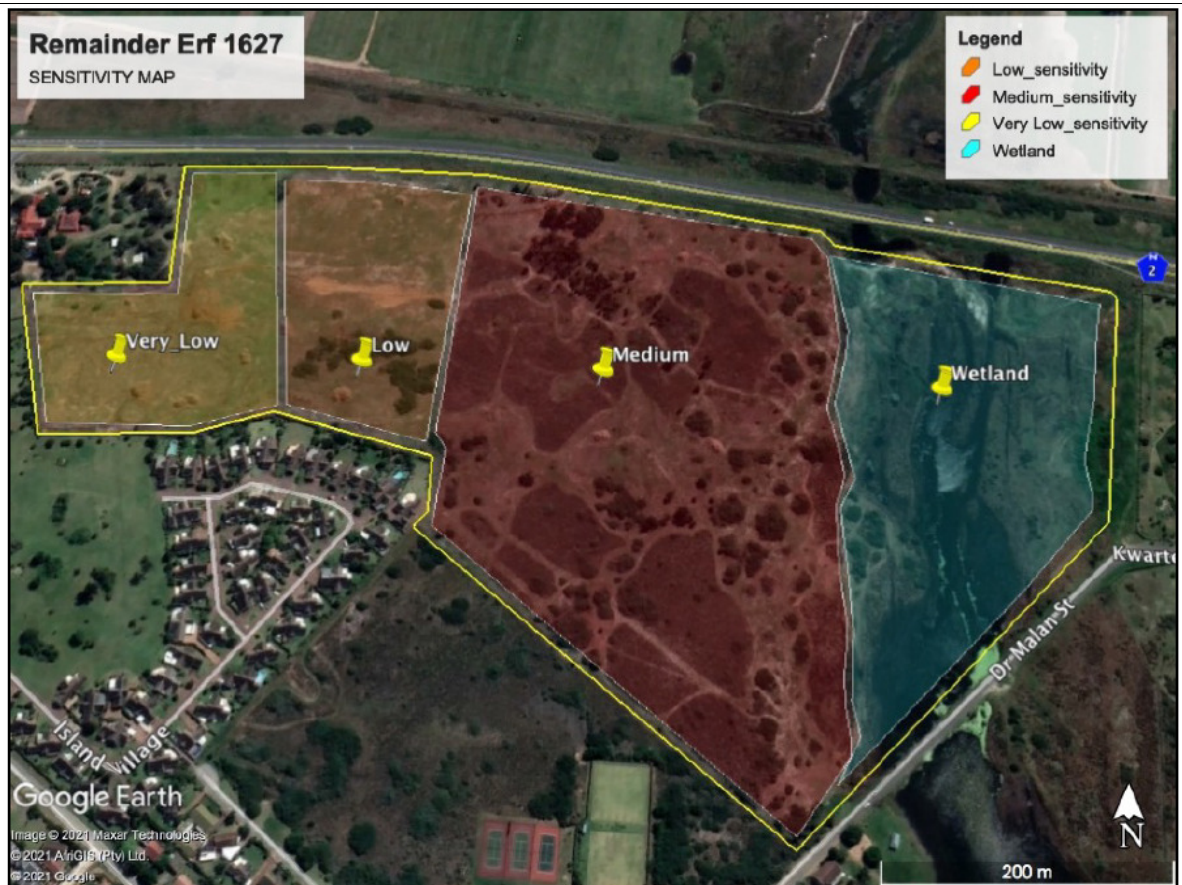 Remainder Erf 1627
SENSITIVITY MAP
Legend
Low_sensitivity
Medium_sensitivity
Very Low_sensitivity
Wetland
N
2
Very_Low
Low
Medium
Wetland
Kwarte
Dr Malan St
Island Village
Google Earth
Image © 2021 Maxar Technologies
© 2021 AfriGIS (Pty) Ltd.
© 2021 Google
N
200 m